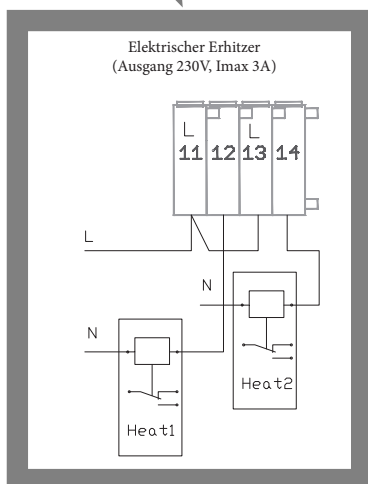 Elektrischer Erhitzer
(Ausgang 230V, Imax 3A)
L L
11 12 13 14
L
N
N
Heat2
Heat1